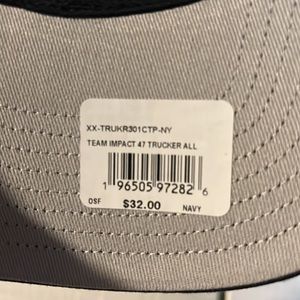 XX-TRUKR301CTP-NY
TEAM IMPACT 47 TRUCKER ALL
1 96505 97282 6
OSF $32.00 NAVY